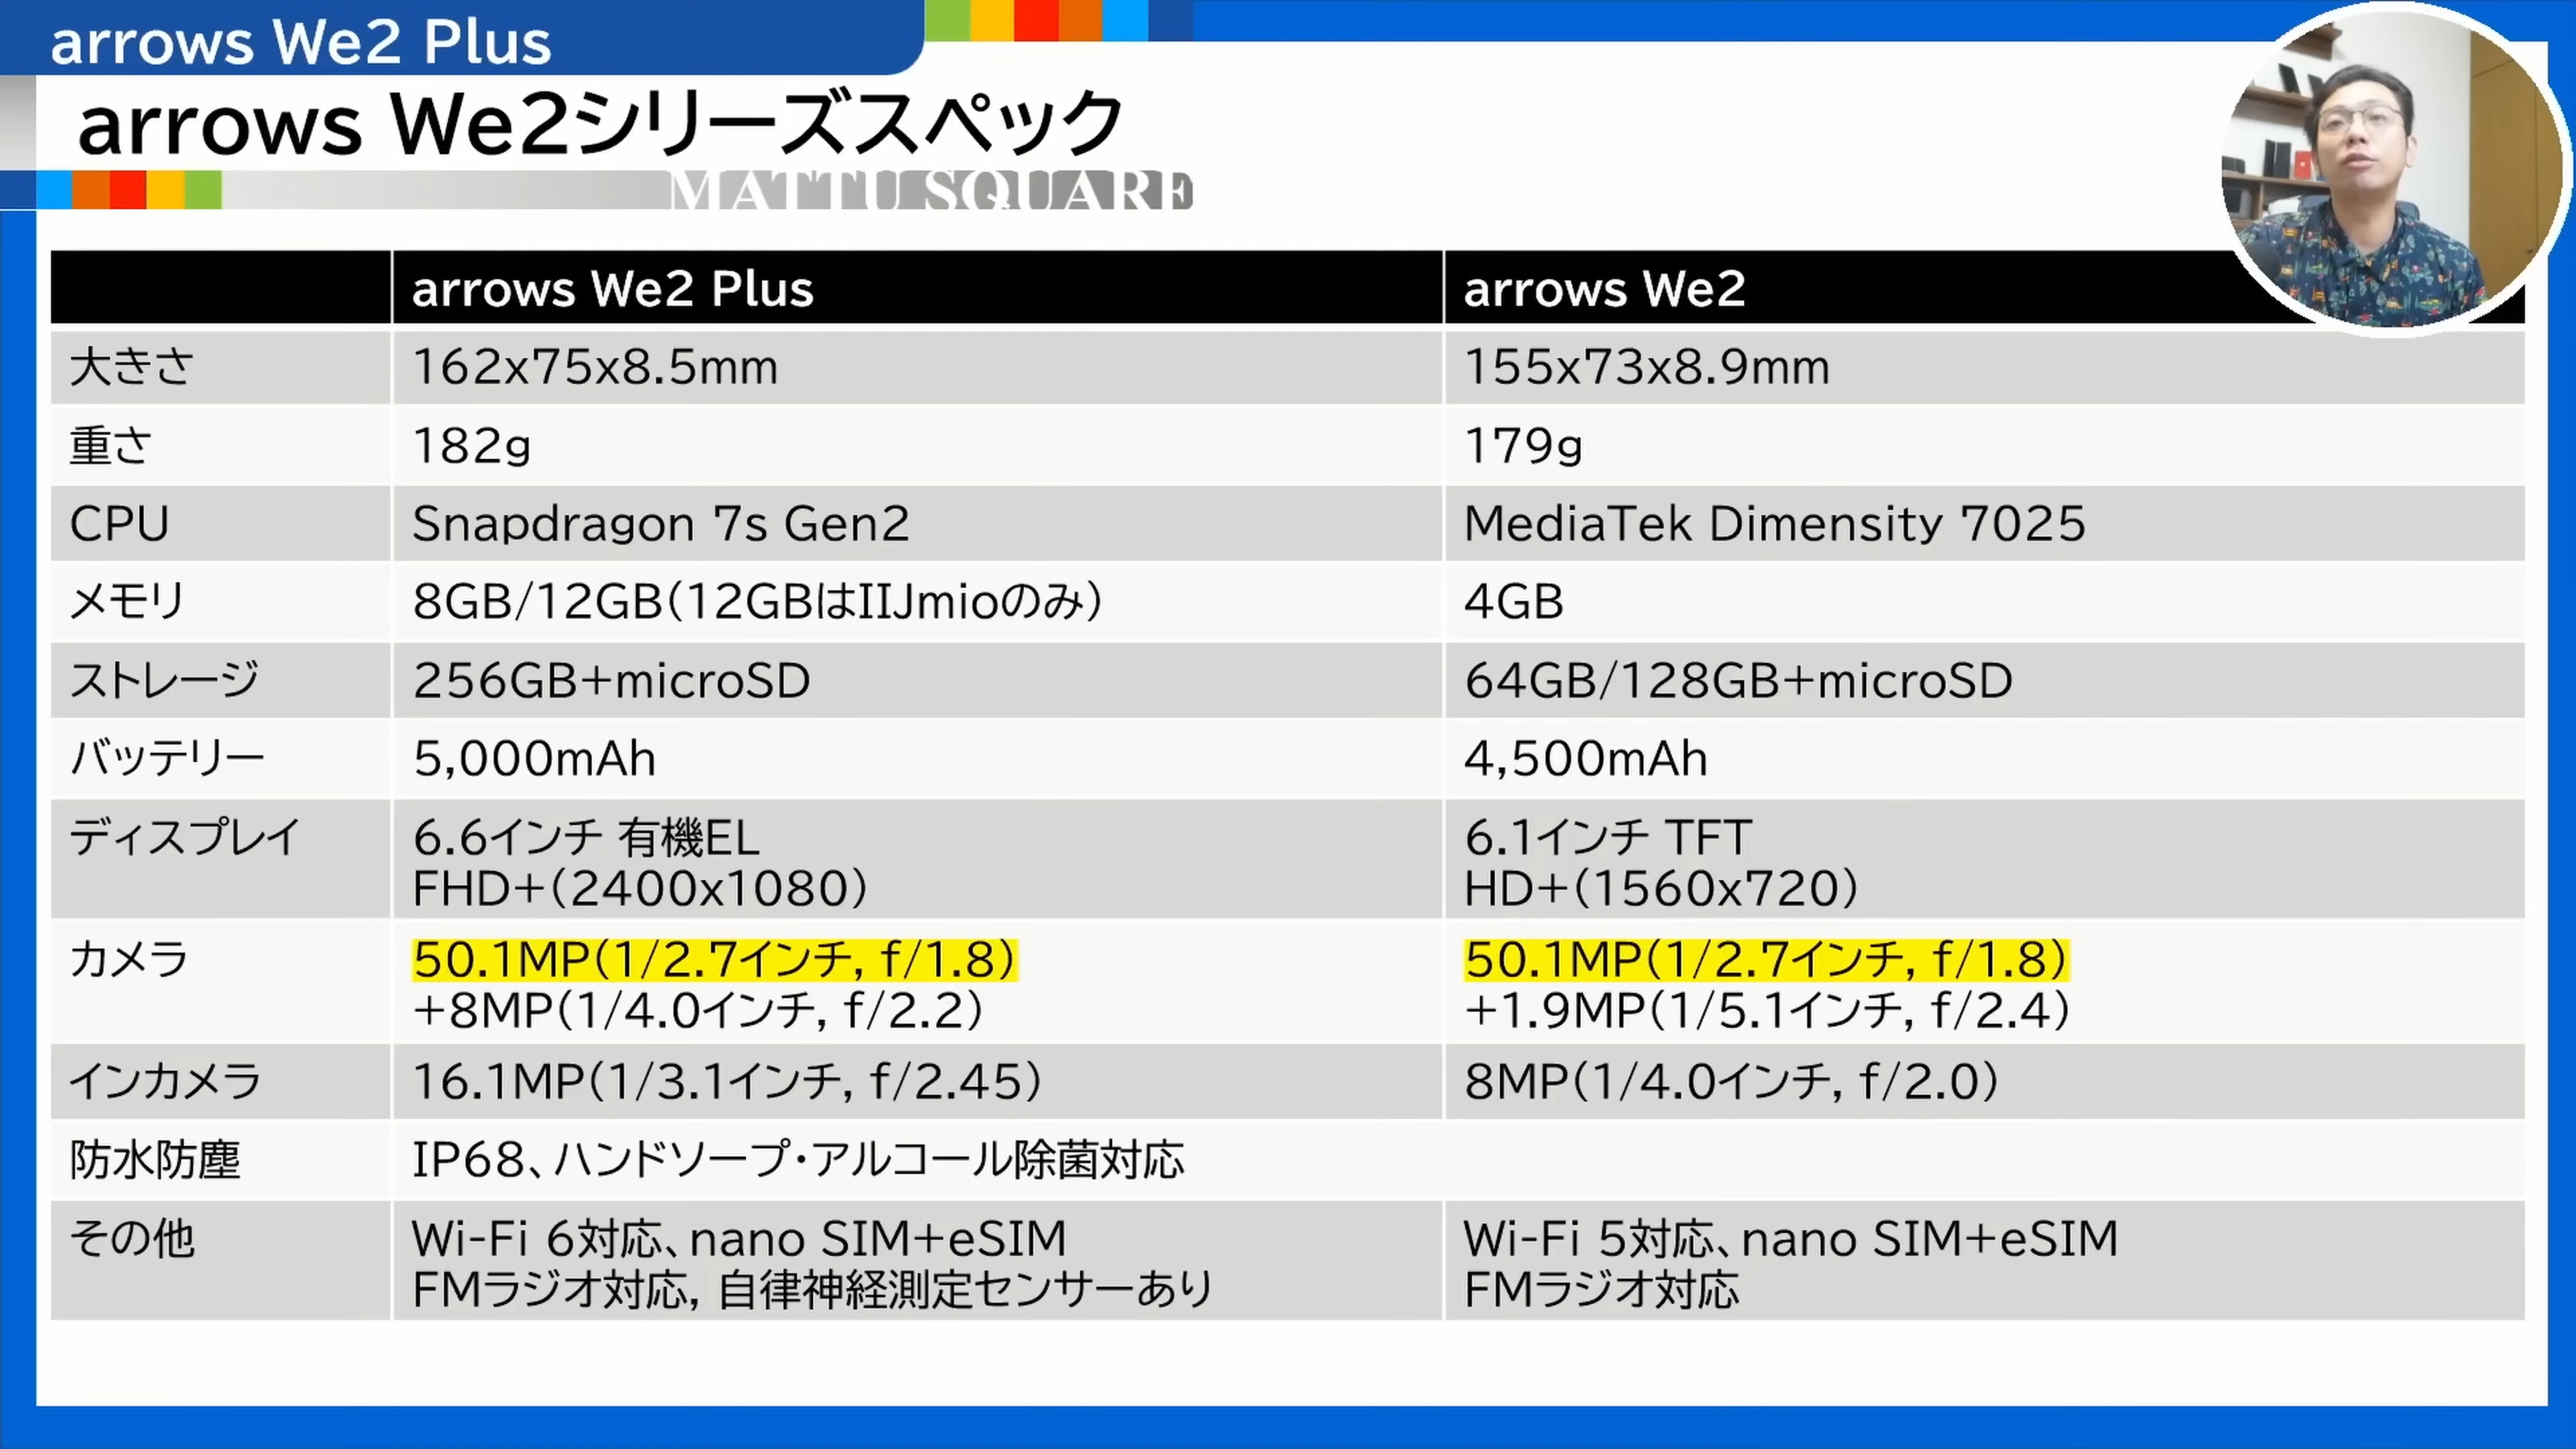 arrows We2 Plus
arrows We2シリーズスペック
MATTU SQUARE
arrows We2 Plus
arrows We2
大きさ
162x75x8.5mm
155x73x8.9mm
重さ
182g
179g
CPU
Snapdragon 7s Gen2
MediaTek Dimensity 7025
メモリ
8GB/12GB(12GBはIIJmioのみ)
4GB
ストレージ
256GB+microSD
64GB/128GB+microSD
バッテリー
5,000mAh
4,500mAh
ディスプレイ
6.6インチ 有機EL
FHD+(2400x1080)
6.1インチ TFT
HD+(1560x720)
カメラ
50.1MP(1/2.7インチ, f/1.8)
+8MP(1/4.0インチ, f/2.2)
50.1MP(1/2.7インチ, f/1.8)
+1.9MP(1/5.1インチ, f/2.4)
インカメラ
16.1MP(1/3.1インチ, f/2.45)
8MP(1/4.0インチ, f/2.0)
防水防塵
IP68、ハンドソープ・アルコール除菌対応
その他
Wi-Fi 6対応、nano SIM+eSIM
FMラジオ対応, 自律神経測定センサーあり
Wi-Fi 5対応、nano SIM+eSIM
FMラジオ対応